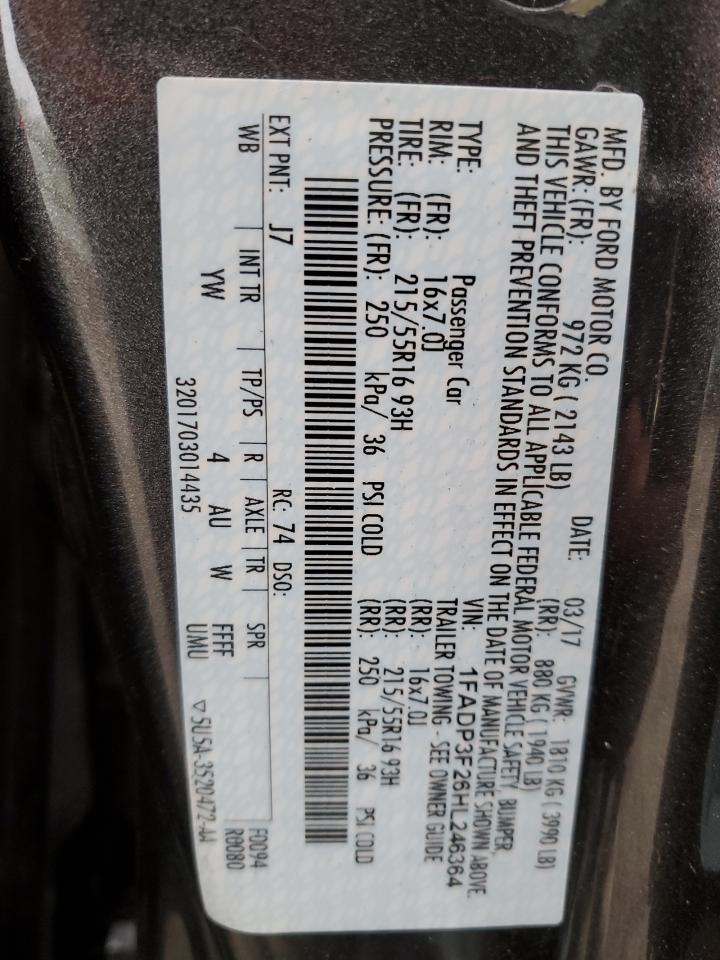 MFD. BY FORD MOTOR CO. DATE: 03/17 GVWR: 1810 KG ( 3990 LB)
GAWR: (FR): 972 KG ( 2143 LB) (RR): 880 KG ( 1940 LB)
THIS VEHICLE CONFORMS TO ALL APPLICABLE FEDERAL MOTOR VEHICLE SAFETY, BUMPER,
AND THEFT PREVENTION STANDARDS IN EFFECT ON THE DATE OF MANUFACTURE SHOWN ABOVE.
VIN: 1FADP3F26HL246364
TYPE: Passenger Car TRAILER TOWING - SEE OWNER GUIDE
RIM: (FR): 16x7.0J (RR): 16x7.0J
TIRE: (FR): 215/55R16 93H (RR): 215/55R16 93H
PRESSURE: (FR): 250 kPa/ 36 PSI COLD (RR): 250 kPa/ 36 PSI COLD
EXT PNT: J7 RC: 74 DSO: F0094
WB INT TR TP/PS R AXLE TR SPR R0080
YW 4 AU W FFFF
UMU
3201703014435 ▽5U5A-3520472-AA